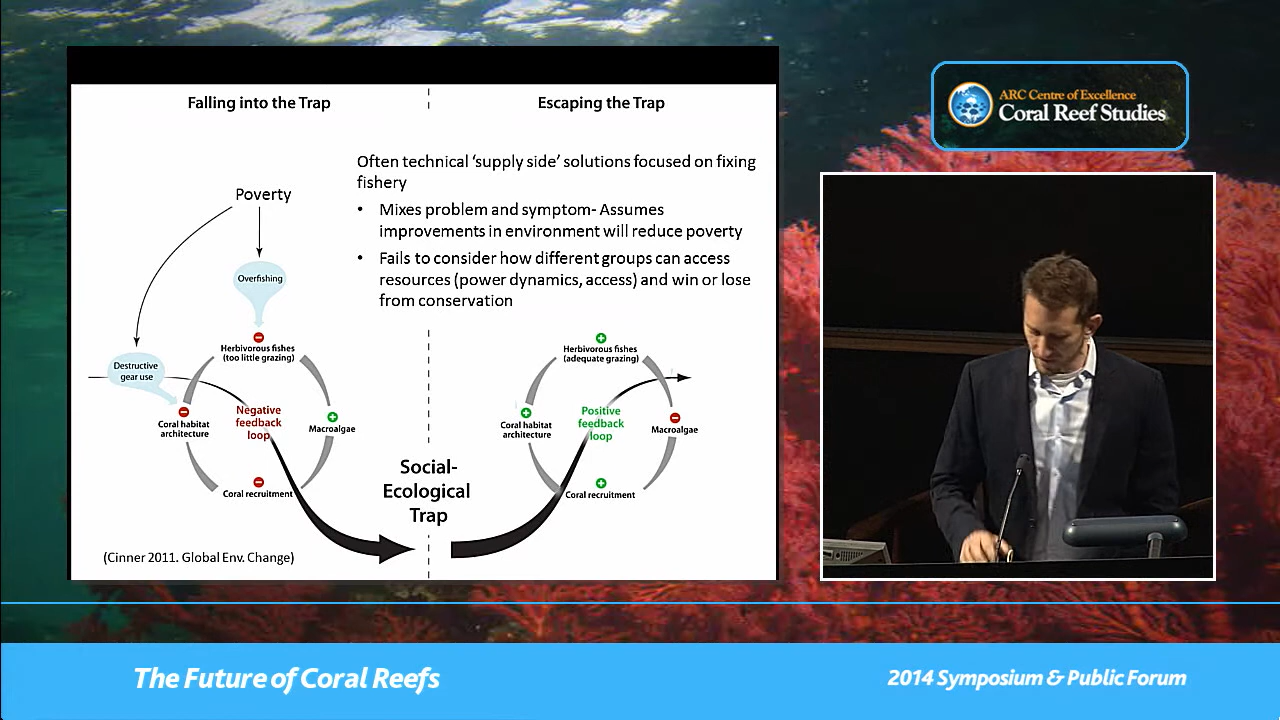 Falling into the Trap
Escaping the Trap
ARC Centre of Excellence
Coral Reef Studies
Often technical ‘supply side’ solutions focused on fixing
fishery
• Mixes problem and symptom- Assumes
improvements in environment will reduce poverty
• Fails to consider how different groups can access
resources (power dynamics, access) and win or lose
from conservation
Poverty
Overfishing
Destructive
gear use
Herbivorous fishes
(too little grazing)
Coral habitat
architecture
Negative
feedback
loop
Macroalgae
Coral recruitment
Social-
Ecological
Trap
Herbivorous fishes
(adequate grazing)
Coral habitat
architecture
Positive
feedback
loop
Macroalgae
Coral recruitment
(Cinner 2011. Global Env. Change)
The Future of Coral Reefs
2014 Symposium & Public Forum